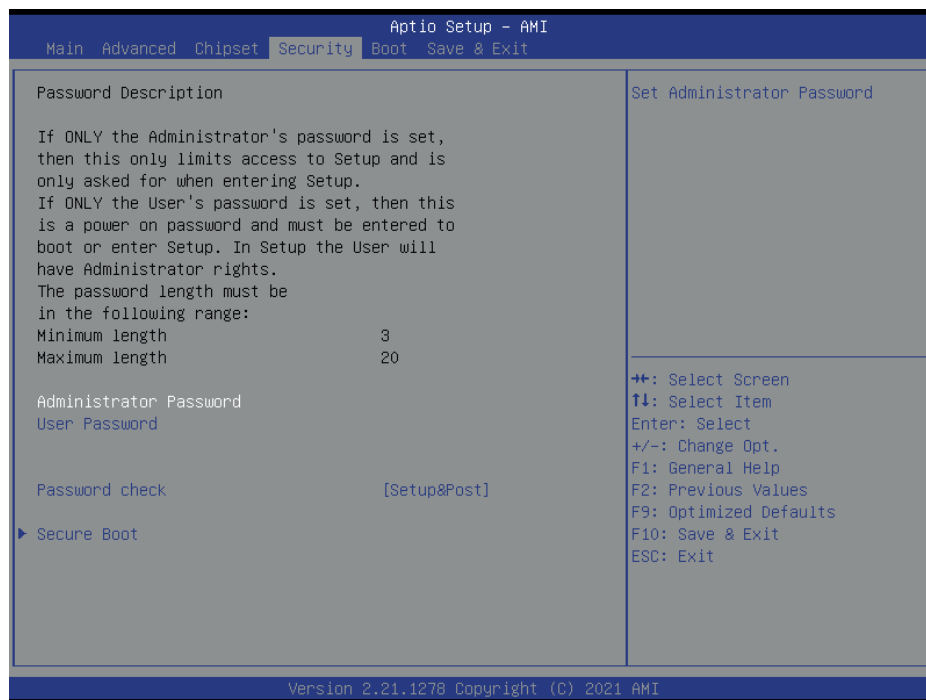 Aptio Setup - AMI
Main Advanced Chipset Security Boot Save & Exit
Password Description
If ONLY the Administrator's password is set,
then this only limits access to Setup and is
only asked for when entering Setup.
If ONLY the User's password is set, then this
is a power on password and must be entered to
boot or enter Setup. In Setup the User will
have Administrator rights.
The password length must be
in the following range:
Minimum length 3
Maximum length 20
Administrator Password
User Password
Password check [Setup&Post]
Secure Boot
Set Administrator Password
→←: Select Screen
↑↓: Select Item
Enter: Select
+/-: Change Opt.
F1: General Help
F2: Previous Values
F9: Optimized Defaults
F10: Save & Exit
ESC: Exit
Version 2.21.1278 Copyright (C) 2021 AMI